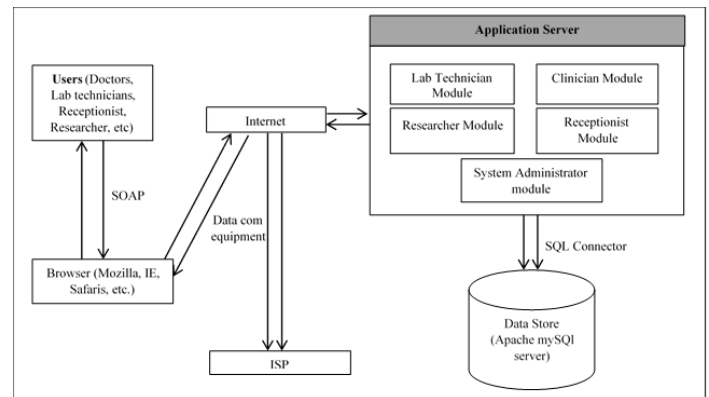 Application Server
Users (Doctors,
Lab technicians,
Receptionist,
Researcher, etc)
Lab Technician
Module
Clinician Module
Internet
Researcher Module
Receptionist
Module
System Administrator
module
SOAP
Data com
equipment
SQL Connector
Browser (Mozilla, IE,
Safaris, etc.)
Data Store
(Apache mySQl
server)
ISP